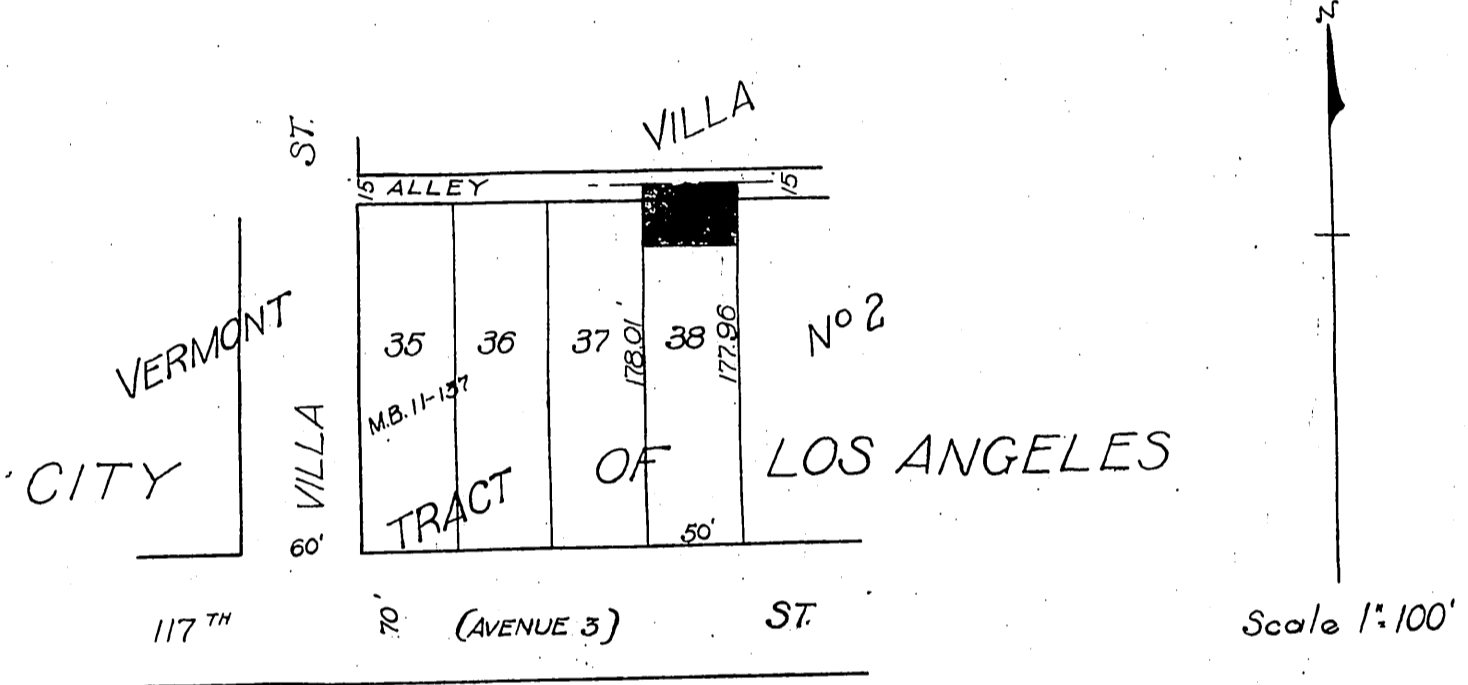 N
VILLA
ST.
15
ALLEY
15
VERMONT
35
36
37
178.01'
38
177.96
Nº 2
M.B. 11-137
CITY
VILLA
TRACT
OF
LOS ANGELES
60'
50'
117TH
70'
(AVENUE 3)
ST.
Scale 1"=100'